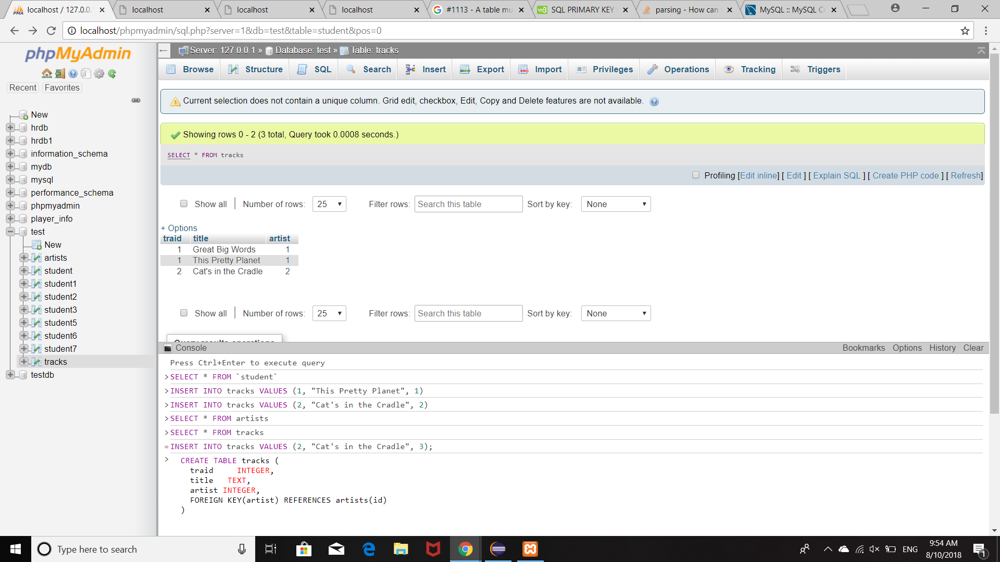 localhost / 127.0.0.
localhost
localhost
localhost
#1113 - A table mu
SQL PRIMARY KEY
parsing - How can
MySQL :: MySQL Co
localhost/phpmyadmin/sql.php?server=1&db=test&table=student&pos=0
phpMyAdmin
Recent
Favorites
New
hrdb
hrdb1
information_schema
mydb
mysql
performance_schema
phpmyadmin
player_info
test
New
artists
student
student1
student2
student3
student5
student6
student7
tracks
testdb
Server: 127.0.0.1 » Database: test » Table: tracks
Browse Structure SQL Search Insert Export Import Privileges Operations Tracking Triggers
Current selection does not contain a unique column. Grid edit, checkbox, Edit, Copy and Delete features are not available.
Showing rows 0 - 2 (3 total, Query took 0.0008 seconds.)
SELECT * FROM tracks
Profiling [Edit inline] [ Edit ] [ Explain SQL ] [ Create PHP code ] [ Refresh]
Show all | Number of rows: 25 Filter rows: Search this table Sort by key: None
+ Options
traid title artist
1 Great Big Words 1
1 This Pretty Planet 1
2 Cat's in the Cradle 2
Show all | Number of rows: 25 Filter rows: Search this table Sort by key: None
Query results operations
Console Bookmarks Options History Clear
Press Ctrl+Enter to execute query
>SELECT * FROM `student`
>INSERT INTO tracks VALUES (1, "This Pretty Planet", 1)
>INSERT INTO tracks VALUES (2, "Cat's in the Cradle", 2)
>SELECT * FROM artists
>SELECT * FROM tracks
=INSERT INTO tracks VALUES (2, "Cat's in the Cradle", 3);
> CREATE TABLE tracks (
traid INTEGER,
title TEXT,
artist INTEGER,
FOREIGN KEY(artist) REFERENCES artists(id)
)
Type here to search
ENG
9:54 AM
8/10/2018
1